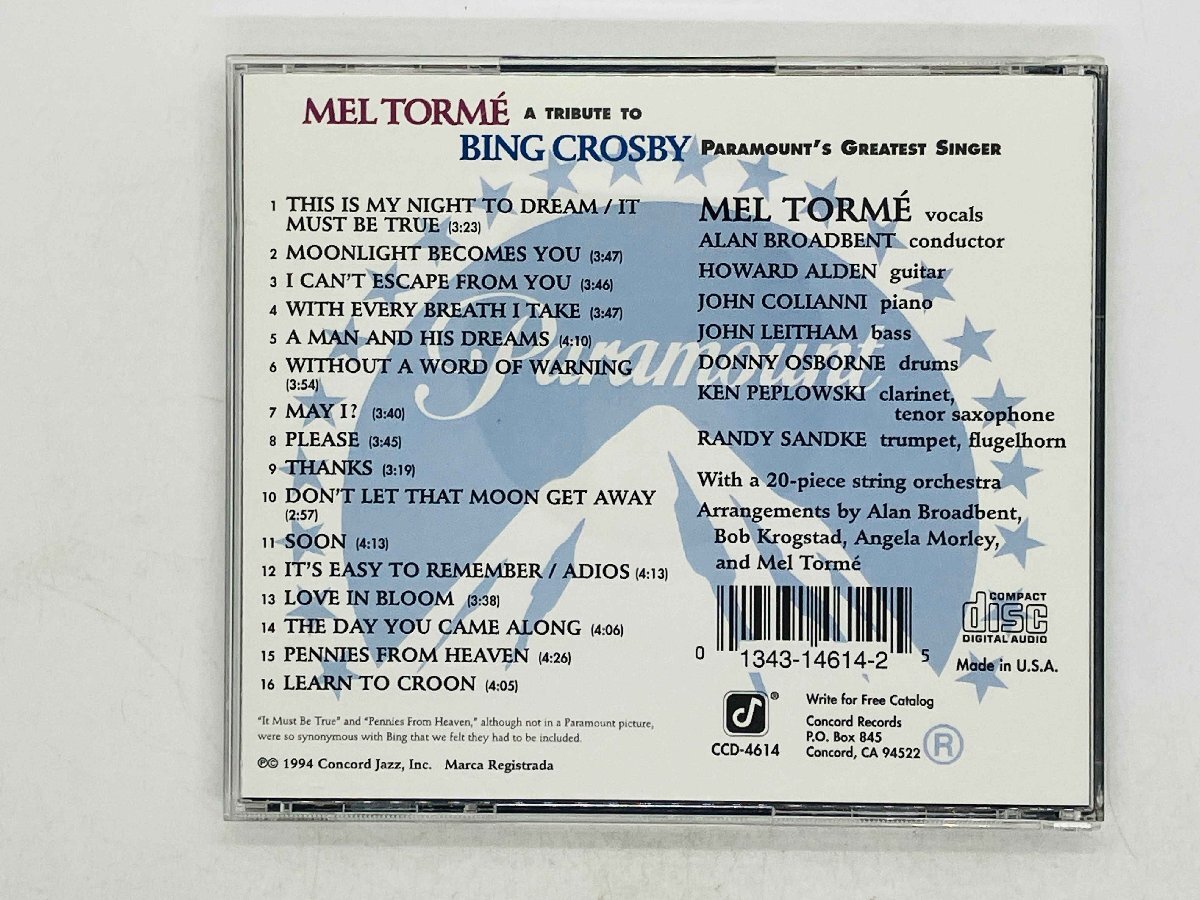 MEL TORMÉ A TRIBUTE TO
BING CROSBY PARAMOUNT'S GREATEST SINGER
1 THIS IS MY NIGHT TO DREAM / IT
MUST BE TRUE (3:23)
2 MOONLIGHT BECOMES YOU (3:47)
3 I CAN'T ESCAPE FROM YOU (3:46)
4 WITH EVERY BREATH I TAKE (3:47)
5 A MAN AND HIS DREAMS (4:10)
6 WITHOUT A WORD OF WARNING
(3:54)
7 MAY I? (3:40)
8 PLEASE (3:45)
9 THANKS (3:19)
10 DON'T LET THAT MOON GET AWAY
(2:57)
11 SOON (4:13)
12 IT'S EASY TO REMEMBER / ADIOS (4:13)
13 LOVE IN BLOOM (3:38)
14 THE DAY YOU CAME ALONG (4:06)
15 PENNIES FROM HEAVEN (4:26)
16 LEARN TO CROON (4:05)
"It Must Be True" and "Pennies From Heaven," although not in a Paramount picture,
were so synonymous with Bing that we felt they had to be included.
℗© 1994 Concord Jazz, Inc. Marca Registrada
Paramount
MEL TORMÉ vocals
ALAN BROADBENT conductor
HOWARD ALDEN guitar
JOHN COLIANNI piano
JOHN LEITHAM bass
DONNY OSBORNE drums
KEN PEPLOWSKI clarinet,
tenor saxophone
RANDY SANDKE trumpet, flugelhorn
With a 20-piece string orchestra
Arrangements by Alan Broadbent,
Bob Krogstad, Angela Morley,
and Mel Tormé
0 1343-14614-2 5
COMPACT
disc
DIGITAL AUDIO
Made in U.S.A.
®
CCD-4614
Write for Free Catalog
Concord Records
P.O. Box 845
Concord, CA 94522
®